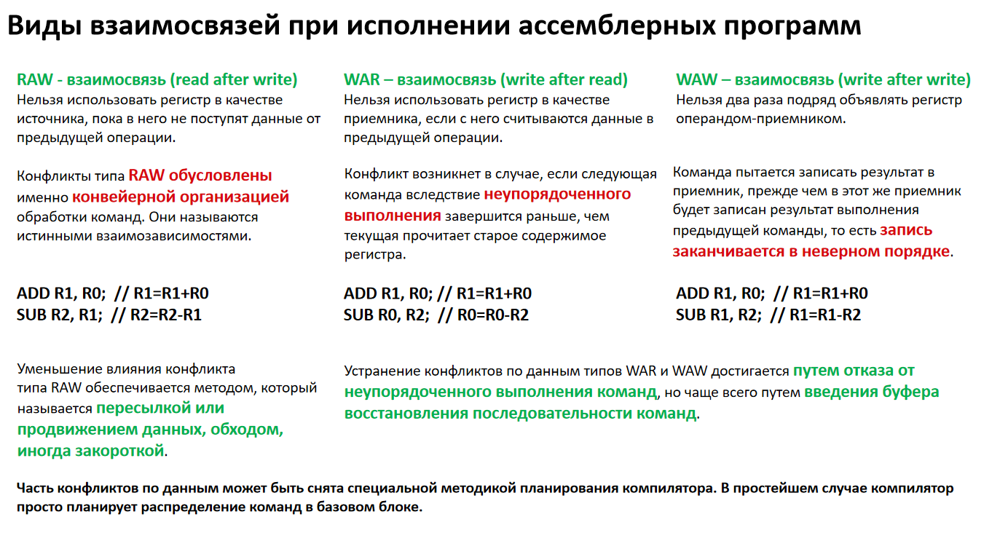 Виды взаимосвязей при исполнении ассемблерных программ
RAW - взаимосвязь (read after write)
Нельзя использовать регистр в качестве
источника, пока в него не поступят данные от
предыдущей операции.
Конфликты типа RAW обусловлены
именно конвейерной организацией
обработки команд. Они называются
истинными взаимозависимостями.
ADD R1, R0;  // R1=R1+R0
SUB R2, R1;  // R2=R2-R1
Уменьшение влияния конфликта
типа RAW обеспечивается методом, который
называется пересылкой или
продвижением данных, обходом,
иногда закороткой.
WAR – взаимосвязь (write after read)
Нельзя использовать регистр в качестве
приемника, если с него считываются данные в
предыдущей операции.
Конфликт возникнет в случае, если следующая
команда вследствие неупорядоченного
выполнения завершится раньше, чем
текущая прочитает старое содержимое
регистра.
ADD R1, R0; // R1=R1+R0
SUB R0, R2;  // R0=R0-R2
WAW – взаимосвязь (write after write)
Нельзя два раза подряд объявлять регистр
операндом-приемником.
Команда пытается записать результат в
приемник, прежде чем в этот же приемник
будет записан результат выполнения
предыдущей команды, то есть запись
заканчивается в неверном порядке.
ADD R1, R0;  // R1=R1+R0
SUB R1, R2;  // R1=R1-R2
Устранение конфликтов по данным типов WAR и WAW достигается путем отказа от
неупорядоченного выполнения команд, но чаще всего путем введения буфера
восстановления последовательности команд.
Часть конфликтов по данным может быть снята специальной методикой планирования компилятора. В простейшем случае компилятор
просто планирует распределение команд в базовом блоке.